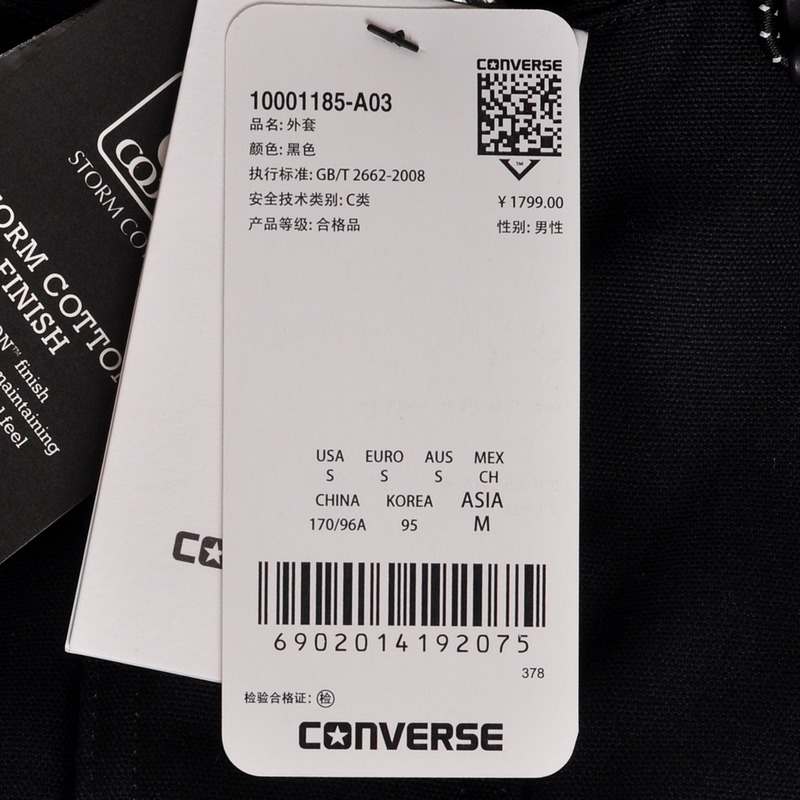 CONVERSE
10001185-A03
品名: 外套
颜色: 黑色
执行标准: GB/T 2662-2008
安全技术类别: C类
¥ 1799.00
产品等级: 合格品
性别: 男性
USA EURO AUS MEX
S S S CH
CHINA KOREA ASIA
170/96A 95 M
6902014192075
378
检验合格证: 检
CONVERSE
STORM CO
ORM COTTO
FINISH
ON™ finish
maintaining
feel
CO